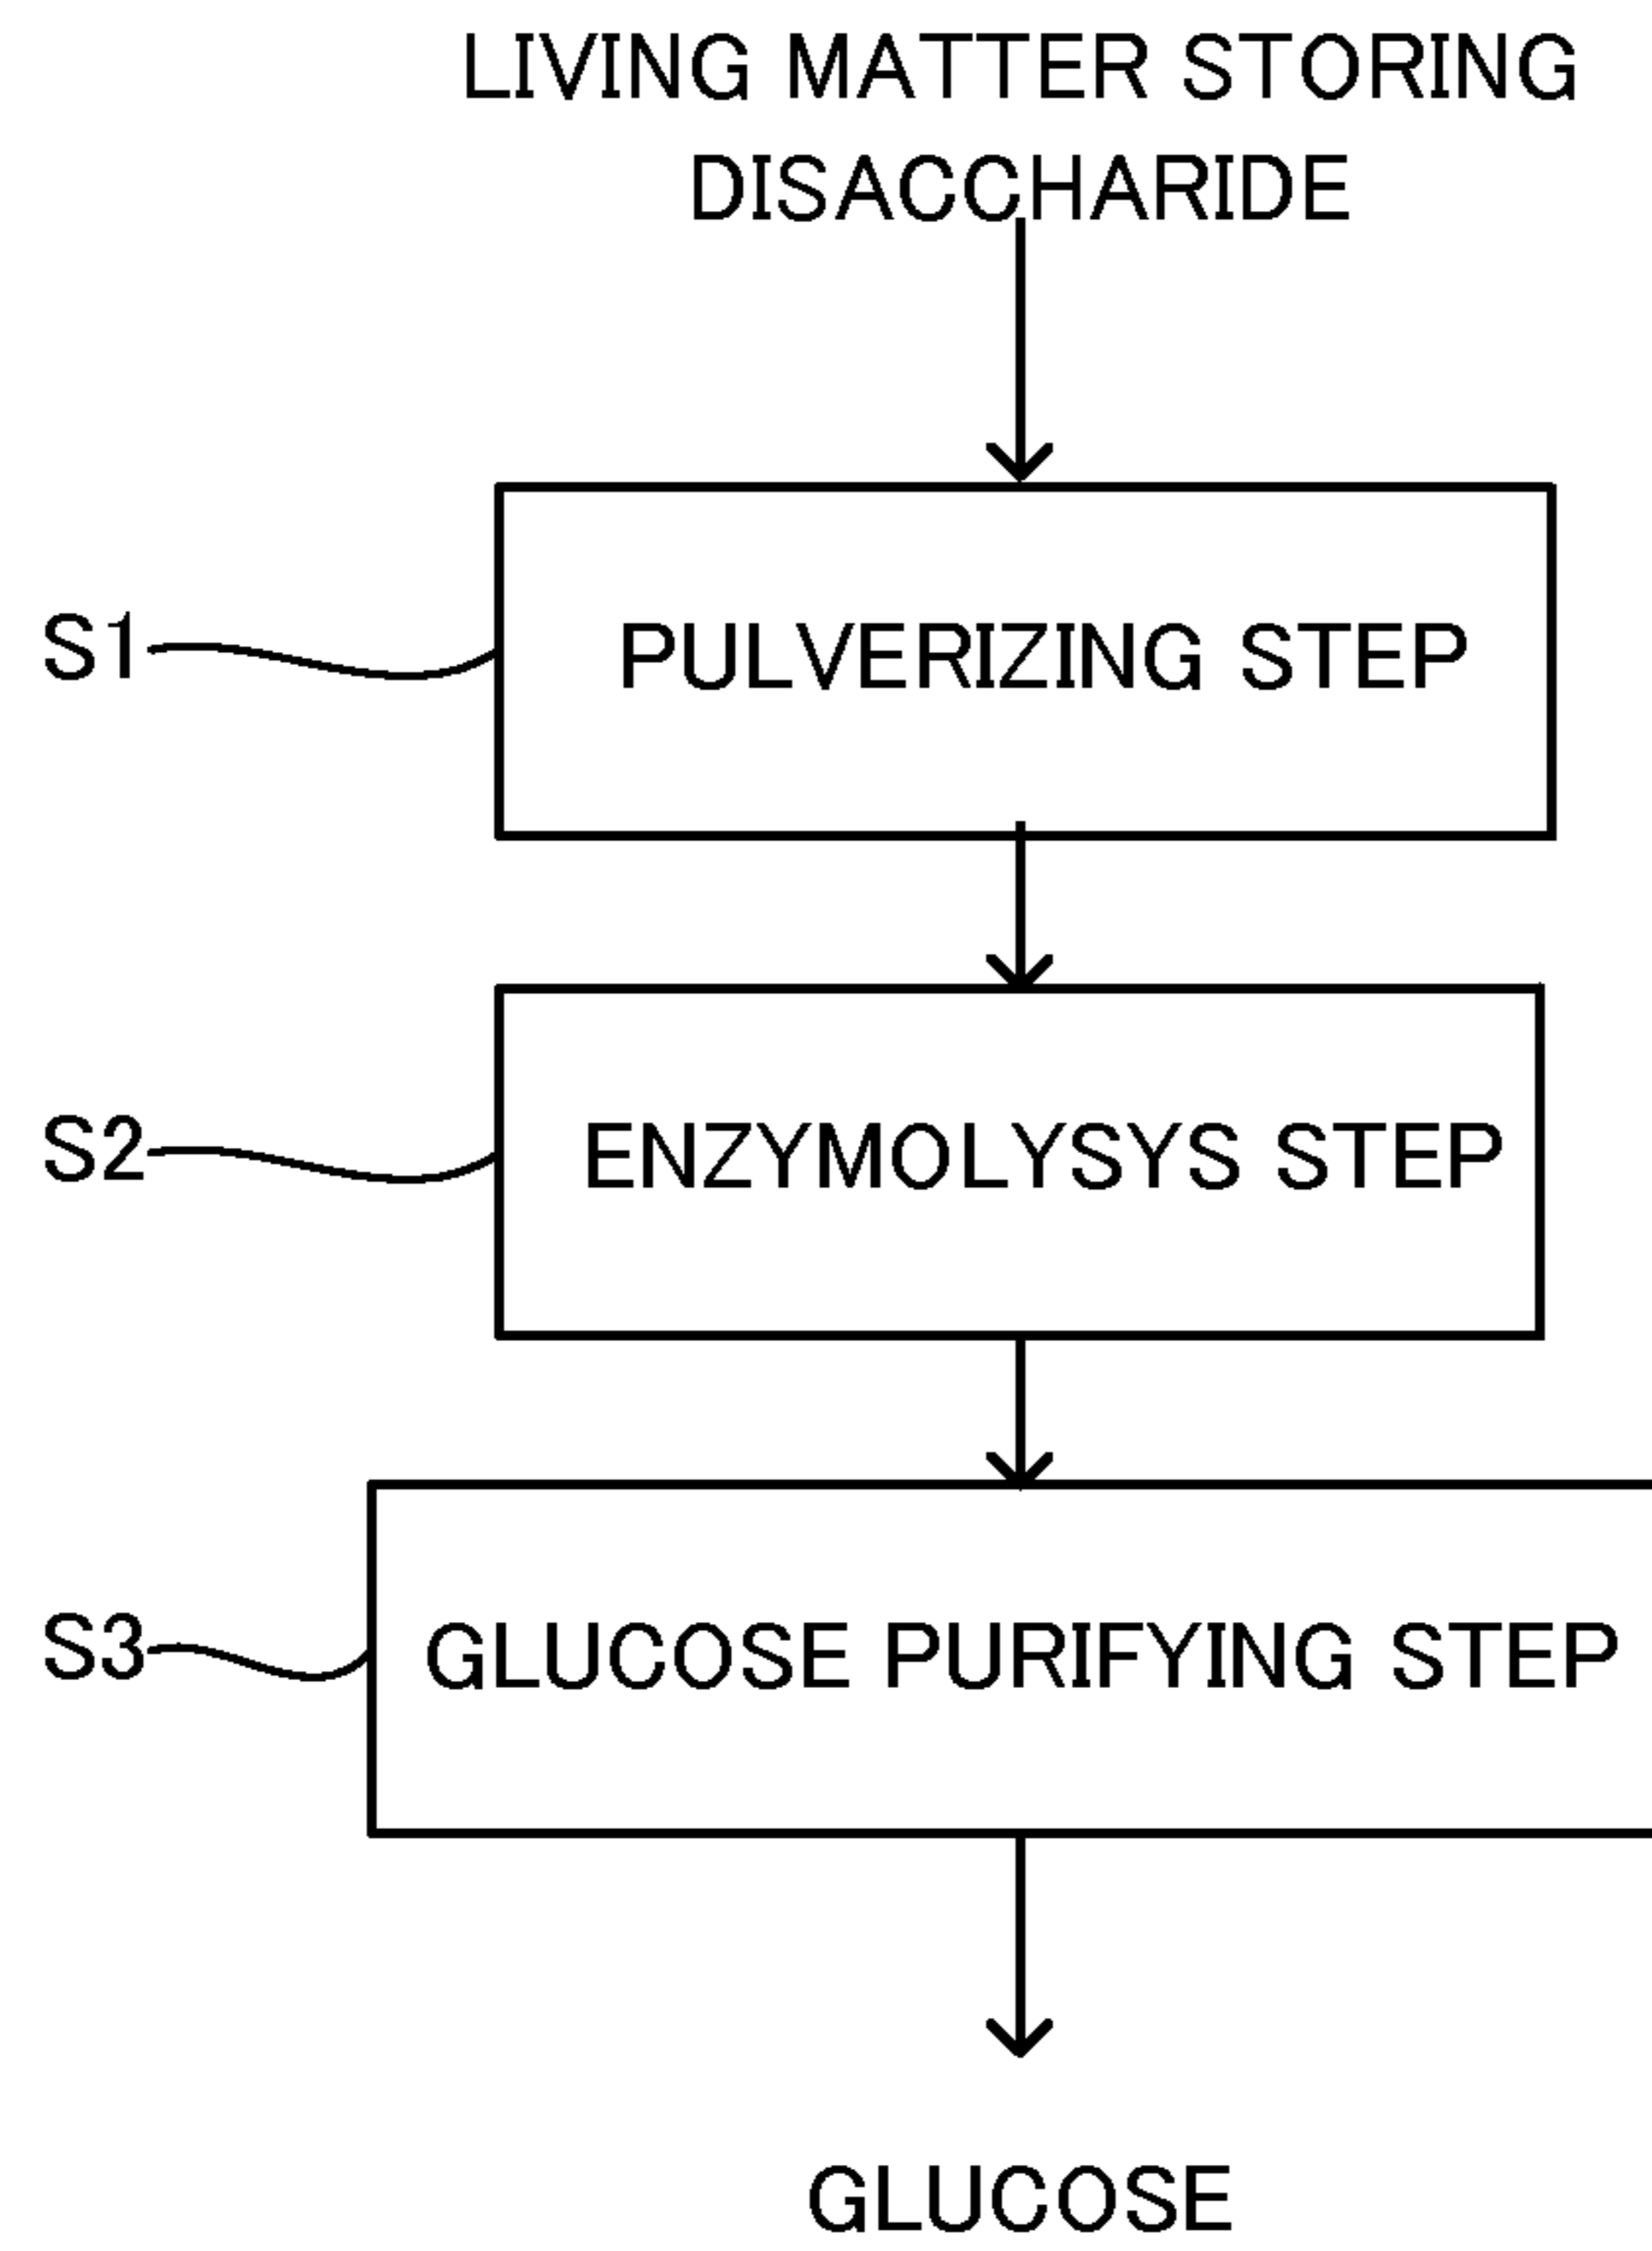 LIVING MATTER STORING
DISACCHARIDE
S1
PULVERIZING STEP
S2
ENZYMOLYSYS STEP
S3
GLUCOSE PURIFYING STEP
GLUCOSE